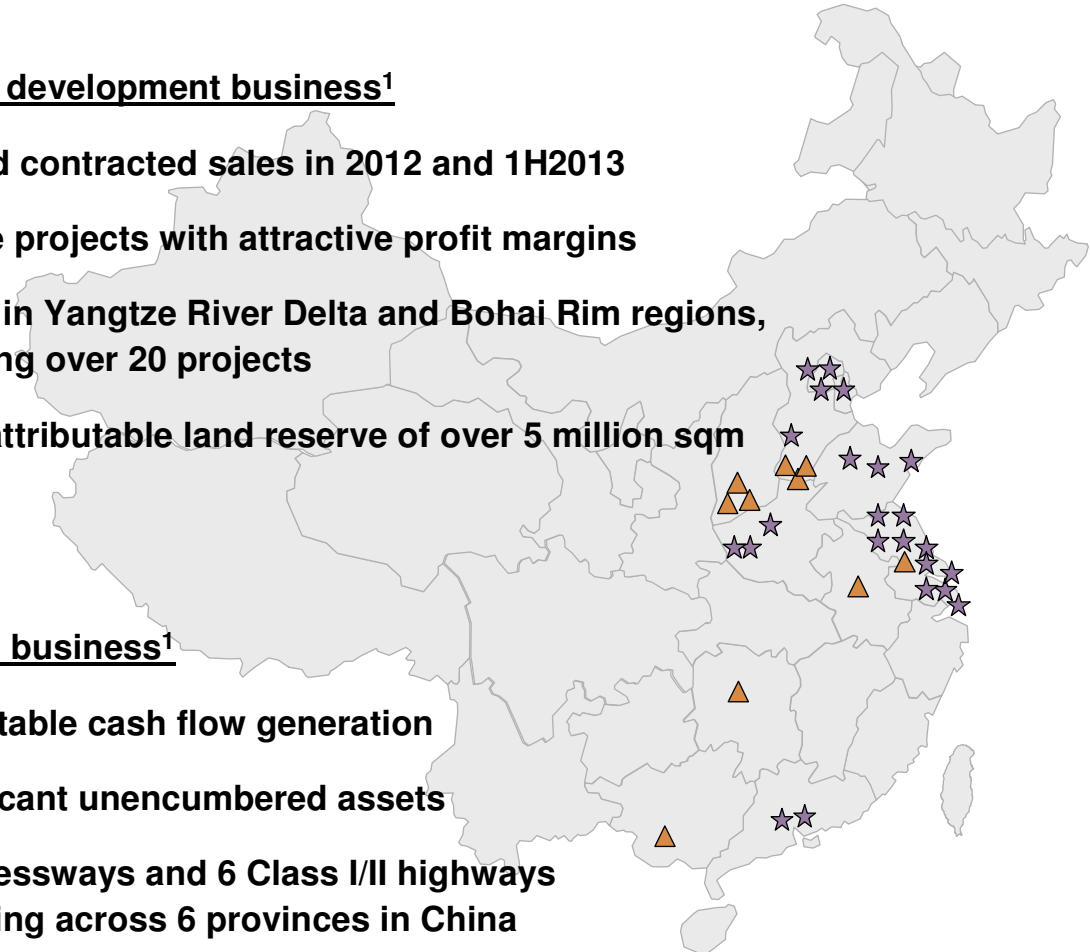 development business¹
d contracted sales in 2012 and 1H2013
e projects with attractive profit margins
in Yangtze River Delta and Bohai Rim regions,
ng over 20 projects
attributable land reserve of over 5 million sqm
business¹
table cash flow generation
cant unencumbered assets
essways and 6 Class I/II highways
ing across 6 provinces in China